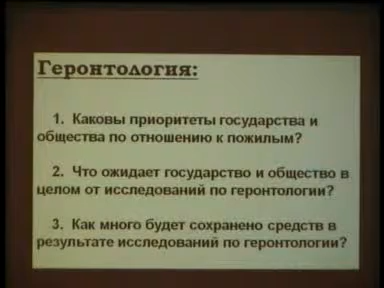 Геронтология:
1. Каковы приоритеты государства и
общества по отношению к пожилым?
2. Что ожидает государство и общество в
целом от исследований по геронтологии?
3. Как много будет сохранено средств в
результате исследований по геронтологии?